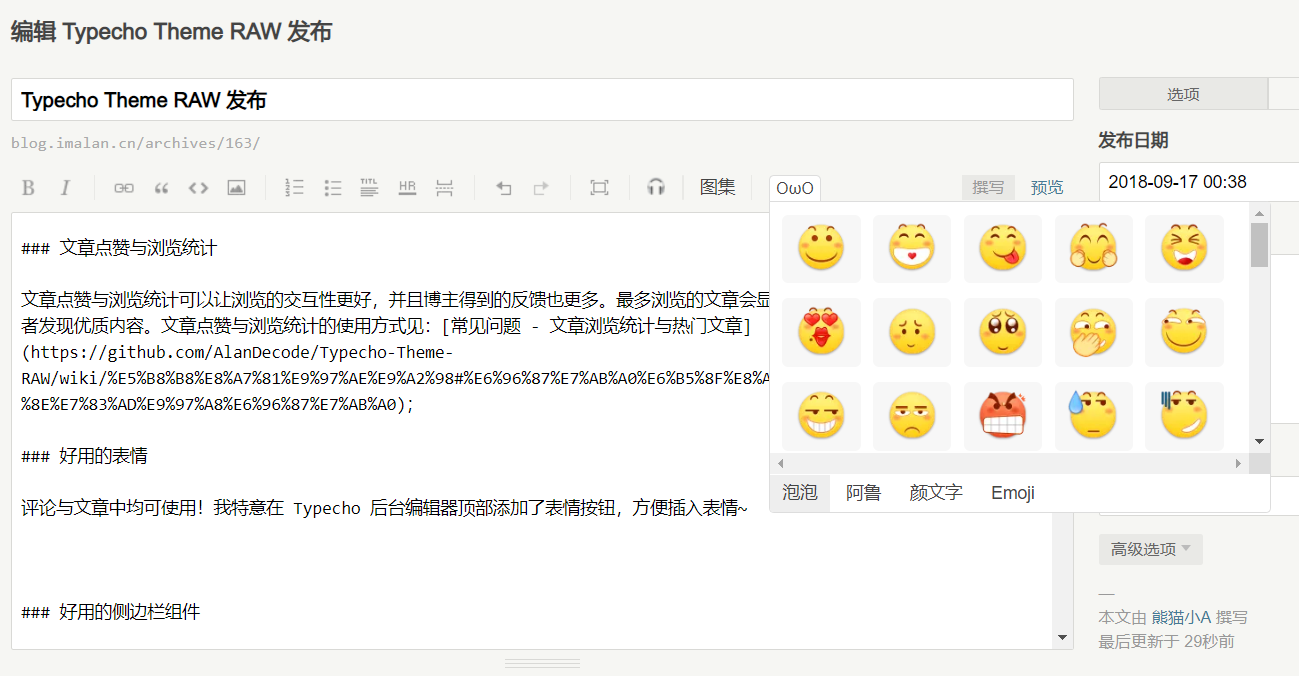 编辑 Typecho Theme RAW 发布
Typecho Theme RAW 发布
blog.imalan.cn/archives/163/
B I TITL HR 图集 OωO 撰写 预览
### 文章点赞与浏览统计
文章点赞与浏览统计可以让浏览的交互性更好，并且博主得到的反馈也更多。最多浏览的文章会显
者发现优质内容。文章点赞与浏览统计的使用方式见：[常见问题 - 文章浏览统计与热门文章]
(https://github.com/AlanDecode/Typecho-Theme-
RAW/wiki/%E5%B8%B8%E8%A7%81%E9%97%AE%E9%A2%98#%E6%96%87%E7%AB%A0%E6%B5%8F%E8%A
%8E%E7%83%AD%E9%97%A8%E6%96%87%E7%AB%A0);
### 好用的表情
评论与文章中均可使用！我特意在 Typecho 后台编辑器顶部添加了表情按钮，方便插入表情~
### 好用的侧边栏组件
泡泡 阿鲁 颜文字 Emoji
选项
发布日期
2018-09-17 00:38
高级选项
—
本文由 熊猫小A 撰写
最后更新于 29秒前